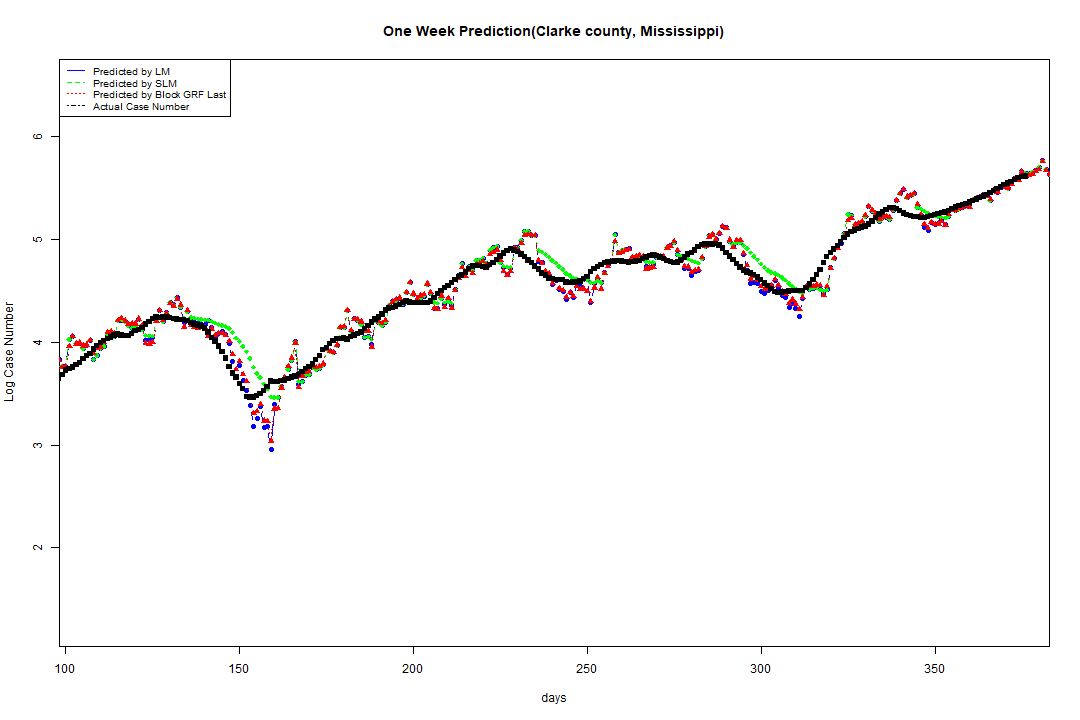 One Week Prediction(Clarke county, Mississippi)
Predicted by LM
Predicted by SLM
Predicted by Block GRF Last
Actual Case Number
6
5
4
3
2
Log Case Number
100 150 200 250 300 350
days